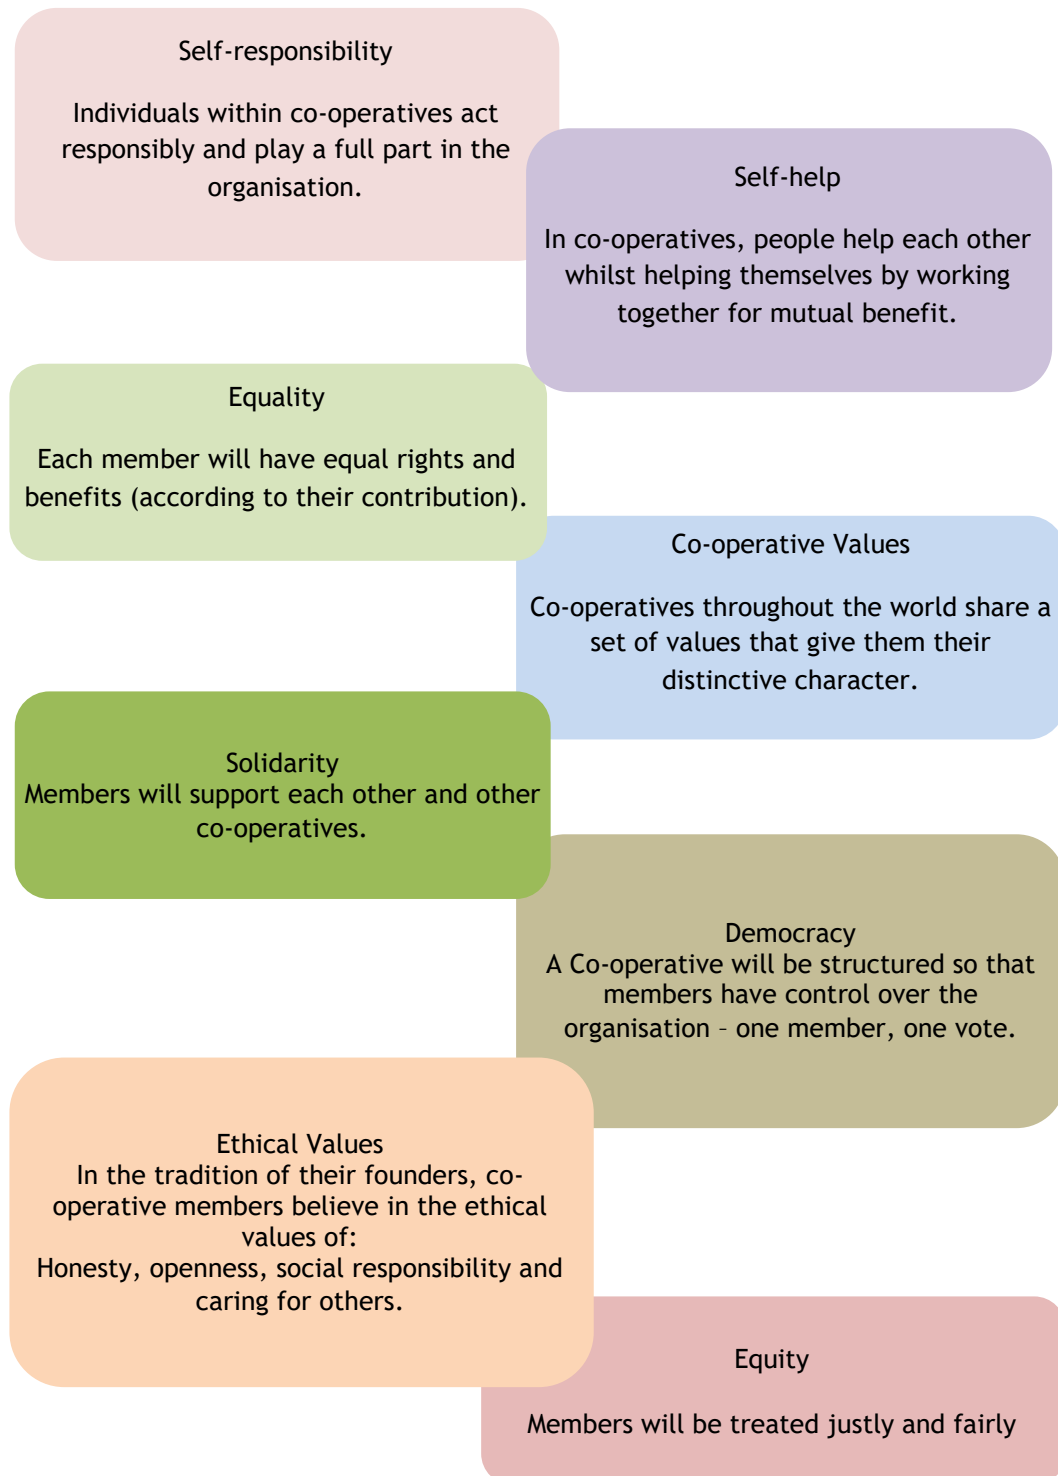 Self-responsibility
Individuals within co-operatives act
responsibly and play a full part in the
organisation.
Self-help
In co-operatives, people help each other
whilst helping themselves by working
together for mutual benefit.
Equality
Each member will have equal rights and
benefits (according to their contribution).
Co-operative Values
Co-operatives throughout the world share a
set of values that give them their
distinctive character.
Solidarity
Members will support each other and other
co-operatives.
Democracy
A Co-operative will be structured so that
members have control over the
organisation – one member, one vote.
Ethical Values
In the tradition of their founders, co-
operative members believe in the ethical
values of:
Honesty, openness, social responsibility and
caring for others.
Equity
Members will be treated justly and fairly